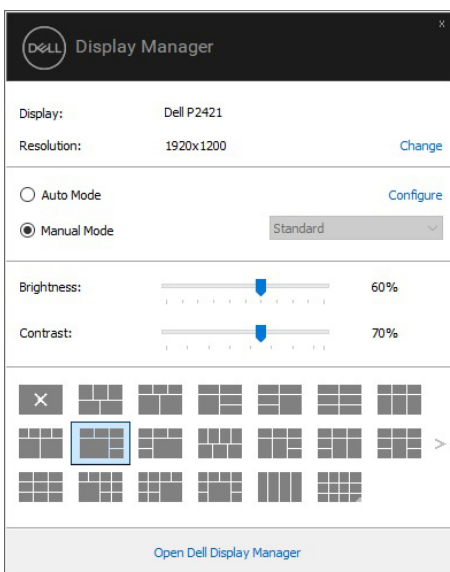 x
DELL Display Manager
Display: Dell P2421
Resolution: 1920x1200 Change
Auto Mode Configure
Manual Mode Standard
Brightness: 60%
Contrast: 70%
Open Dell Display Manager